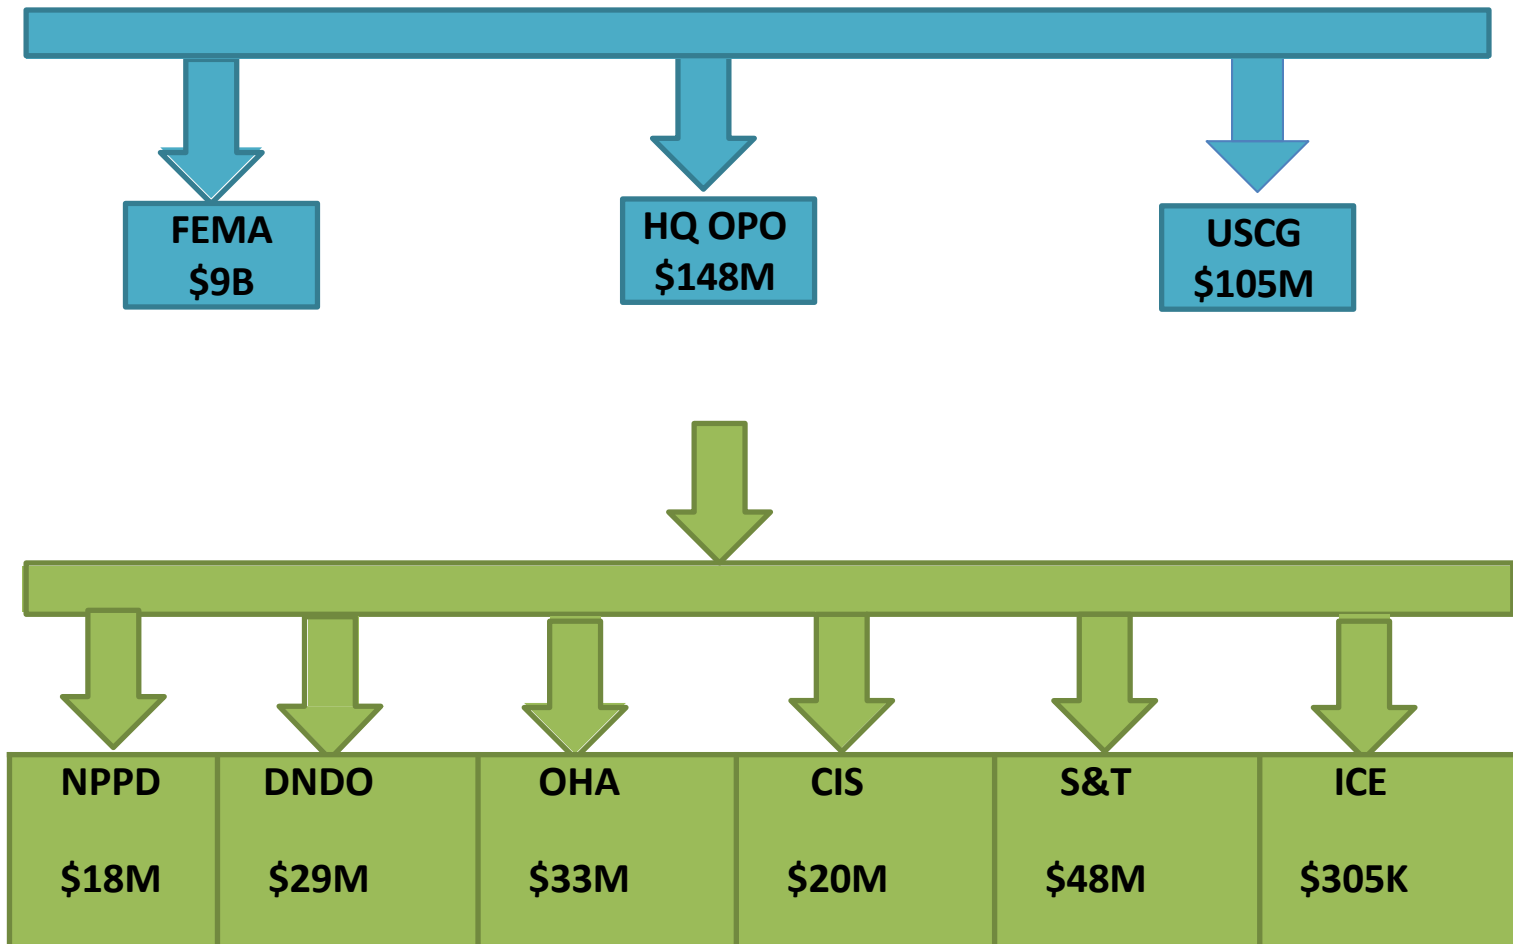 FEMA
$9B
HQ OPO
$148M
USCG
$105M
NPPD
$18M
DNDO
$29M
OHA
$33M
CIS
$20M
S&T
$48M
ICE
$305K